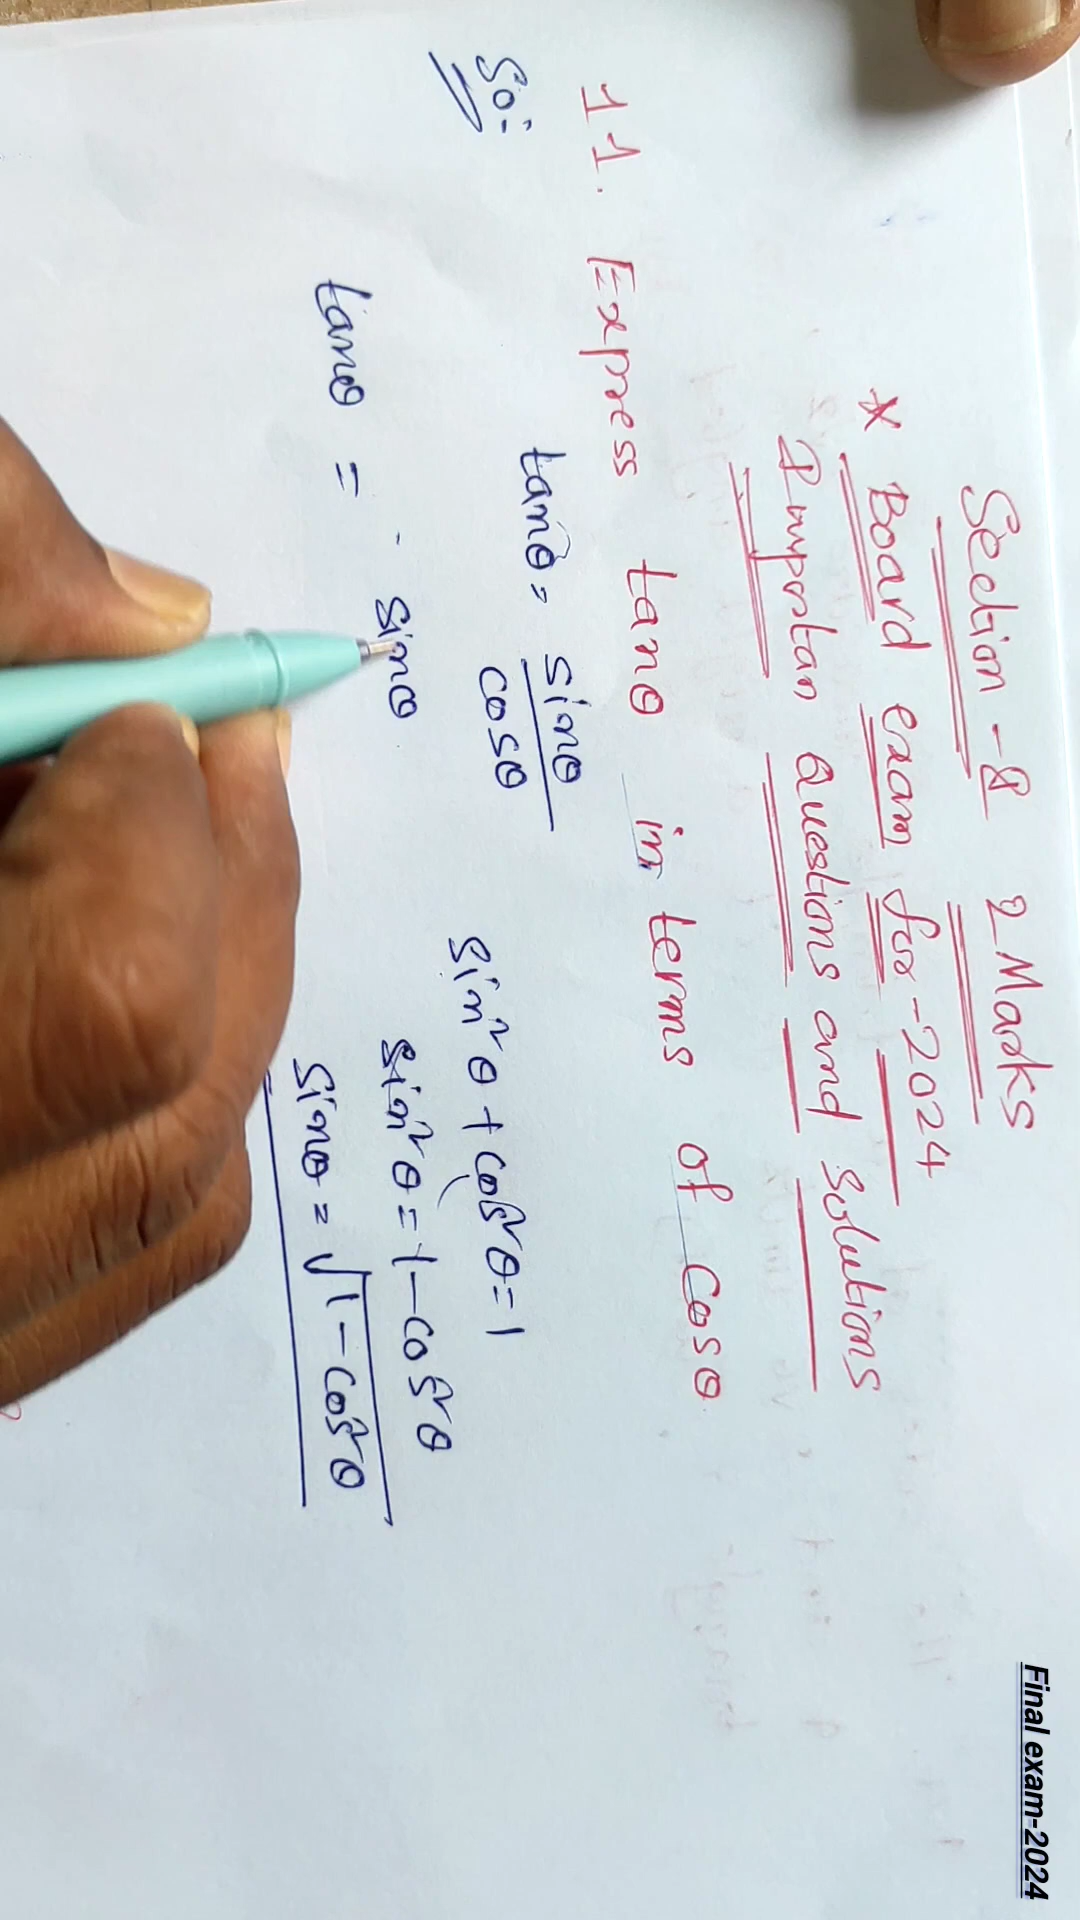 Final exam-2024
Section-B 2 Marks
* Board exam for-2024
Importan Questions and Solutions
11. Express tanθ in terms of Cosθ
So:
tanθ = sinθ
cosθ
sin²θ + cos²θ = 1
sin²θ = 1 - cos²θ
sinθ = √1 - cos²θ
tanθ = sinθ